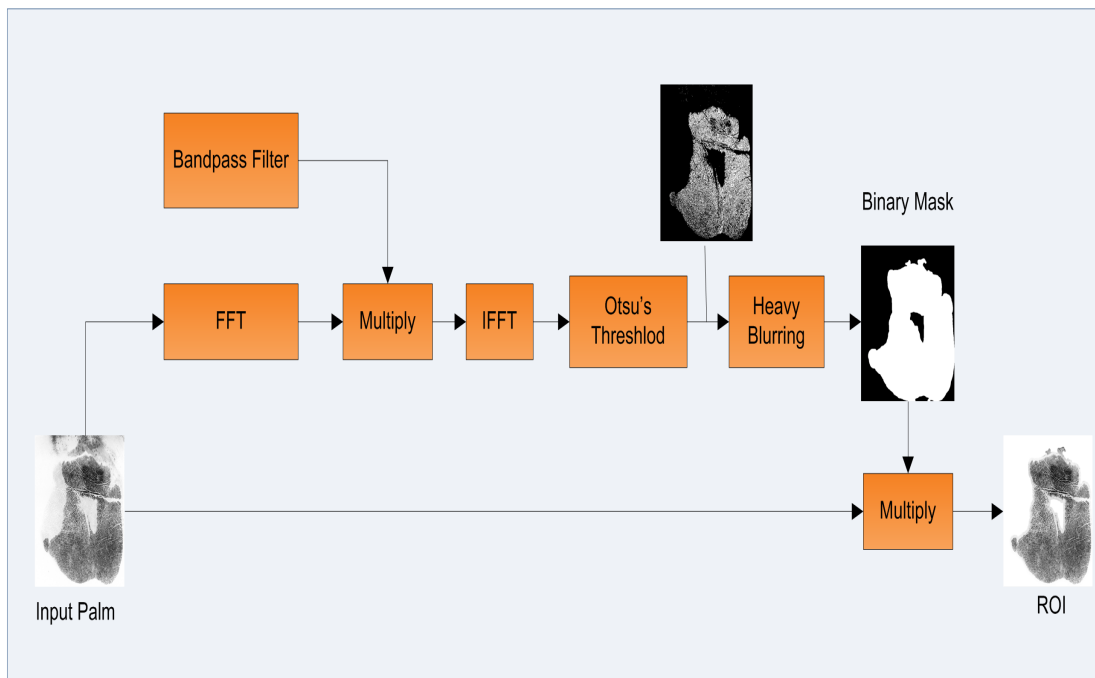 Bandpass Filter
Binary Mask
FFT
Multiply
IFFT
Otsu's
Threshlod
Heavy
Blurring
Multiply
Input Palm
ROI